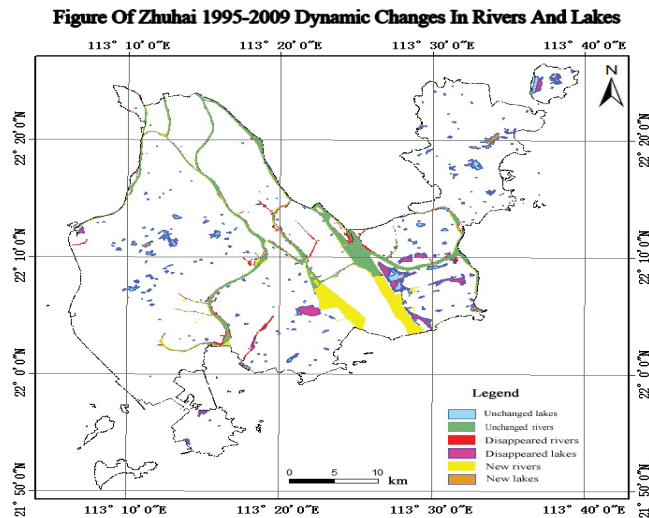 Figure Of Zhuhai 1995-2009 Dynamic Changes In Rivers And Lakes
113° 10′ 0″E 113° 20′ 0″E 113° 30′ 0″E 113° 40′ 0″E
N
22° 20′ 0″N 22° 20′ 0″N
22° 10′ 0″N 22° 10′ 0″N
22° 0′ 0″N 22° 0′ 0″N
Legend
Unchanged lakes
Unchanged rivers
Disappeared rivers
Disappeared lakes
New rivers
New lakes
0 5 10
km
21° 50′ 0″N 21° 50′ 0″N
113° 10′ 0″E 113° 20′ 0″E 113° 30′ 0″E 113° 40′ 0″E